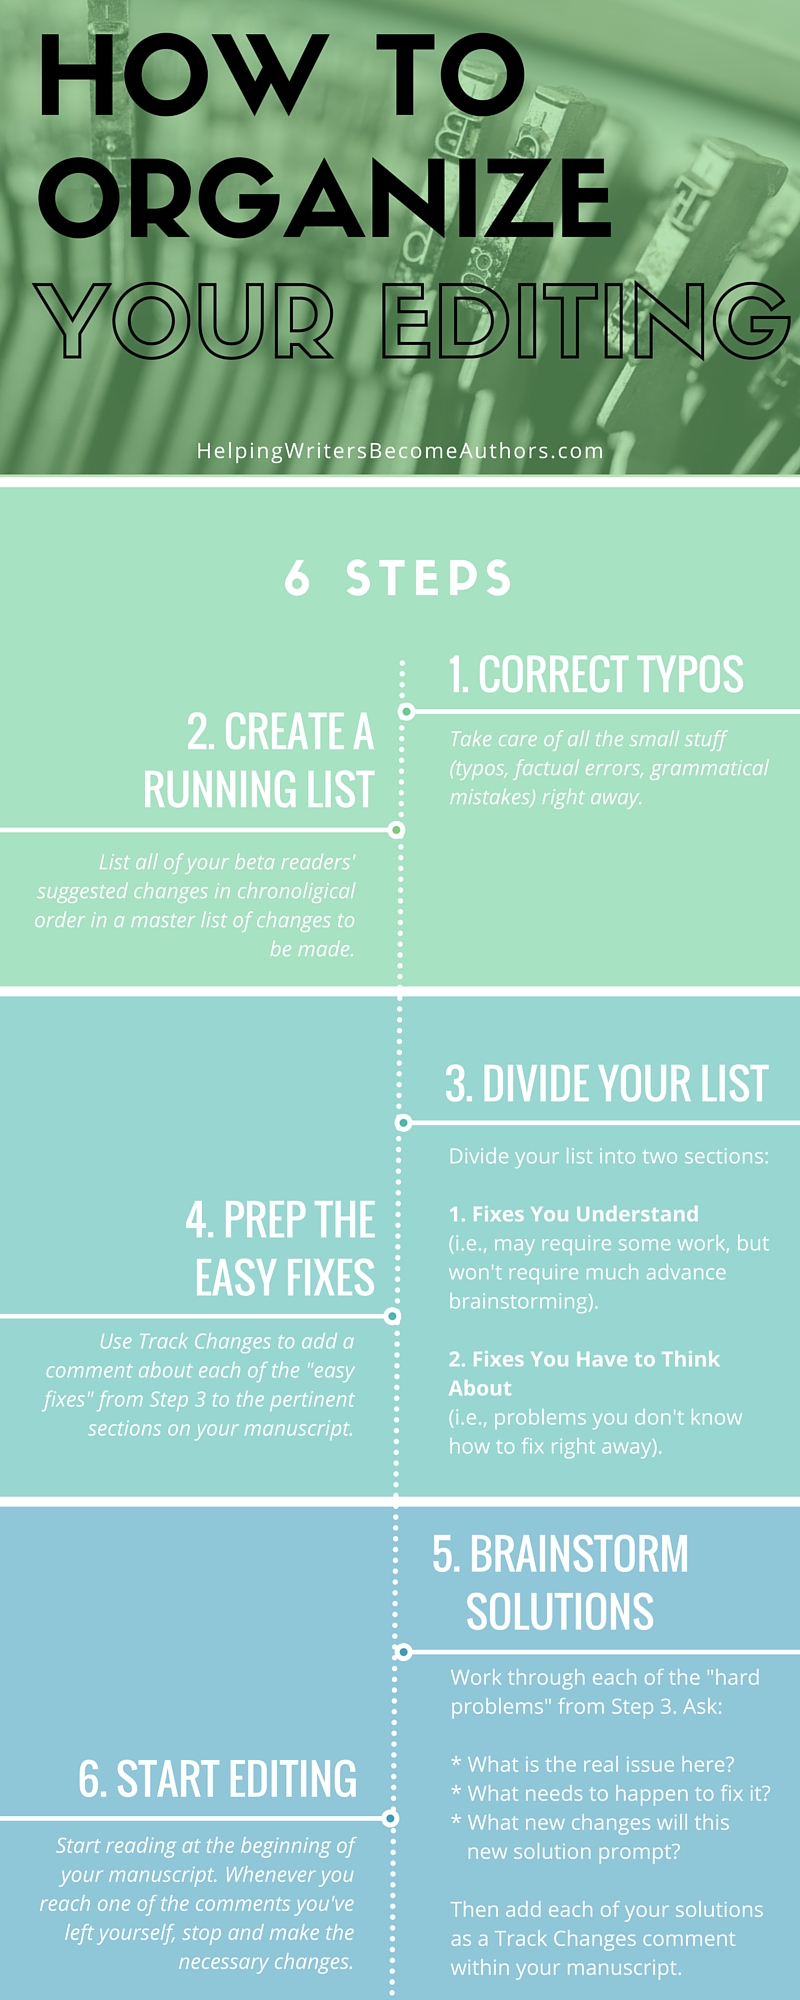 HOW TO
ORGANIZE
YOUR EDITING
HelpingWritersBecomeAuthors.com
6 STEPS
1. CORRECT TYPOS
Take care of all the small stuff
(typos, factual errors, grammatical
mistakes) right away.
2. CREATE A
RUNNING LIST
List all of your beta readers'
suggested changes in chronoligical
order in a master list of changes to
be made.
3. DIVIDE YOUR LIST
Divide your list into two sections:
1. Fixes You Understand
(i.e., may require some work, but
won't require much advance
brainstorming).
2. Fixes You Have to Think
About
(i.e., problems you don't know
how to fix right away).
4. PREP THE
EASY FIXES
Use Track Changes to add a
comment about each of the "easy
fixes" from Step 3 to the pertinent
sections on your manuscript.
5. BRAINSTORM
SOLUTIONS
Work through each of the "hard
problems" from Step 3. Ask:
* What is the real issue here?
* What needs to happen to fix it?
* What new changes will this
new solution prompt?
Then add each of your solutions
as a Track Changes comment
within your manuscript.
6. START EDITING
Start reading at the beginning of
your manuscript. Whenever you
reach one of the comments you've
left yourself, stop and make the
necessary changes.